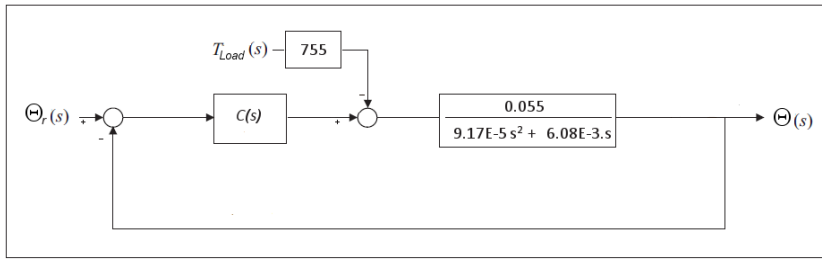 T_Load (s) 755
Θr(s) + - C(s) + - 0.055 Θ(s)
9.17E-5 s² + 6.08E-3.s